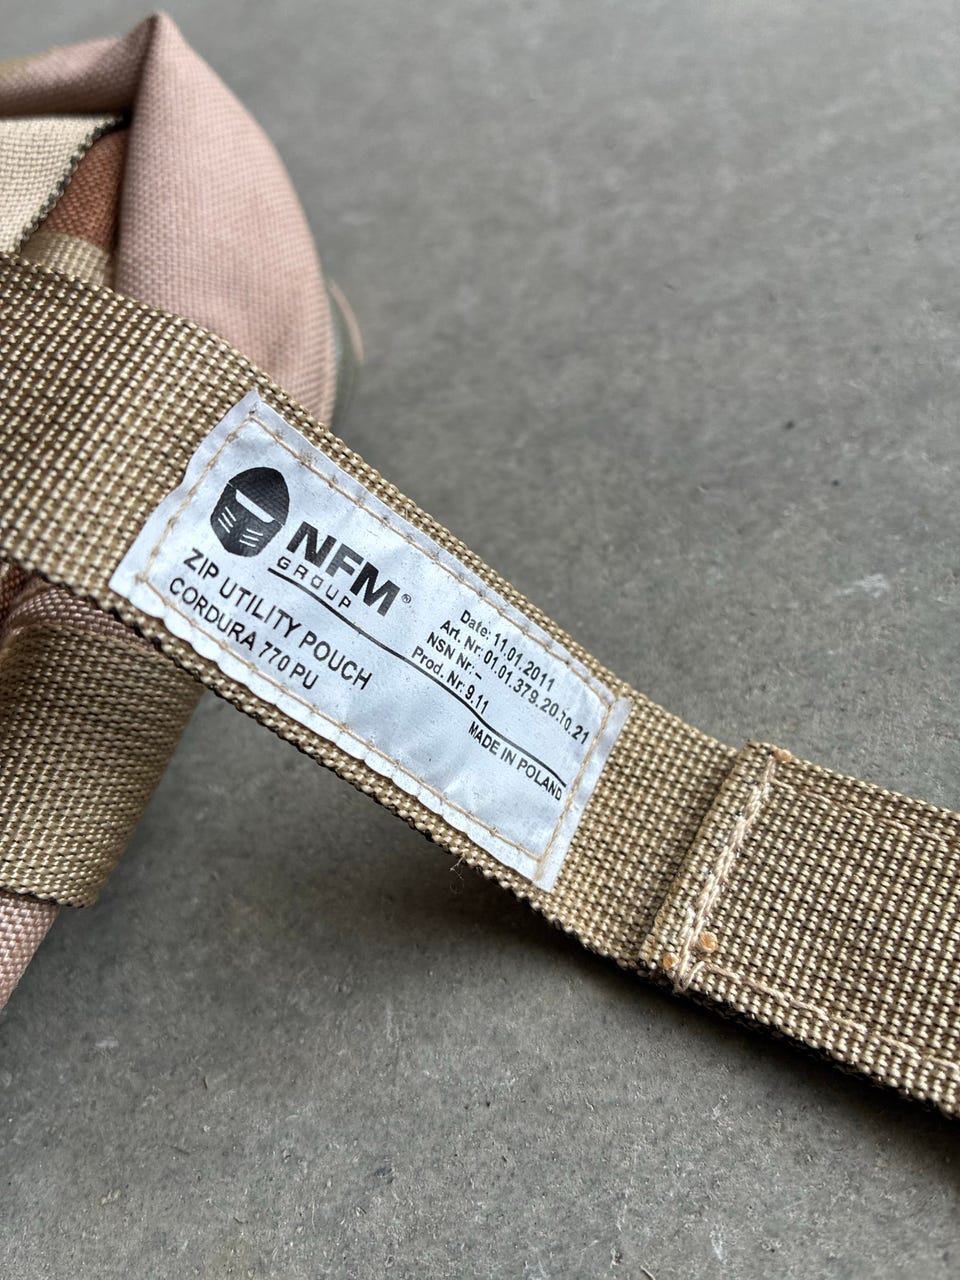 NFM®
GROUP
ZIP UTILITY POUCH
CORDURA 770 PU
Date: 11.01.2011
Art. Nr: 01.01.379.20.10.21
NSN Nr: –
Prod. Nr: 9.11
MADE IN POLAND